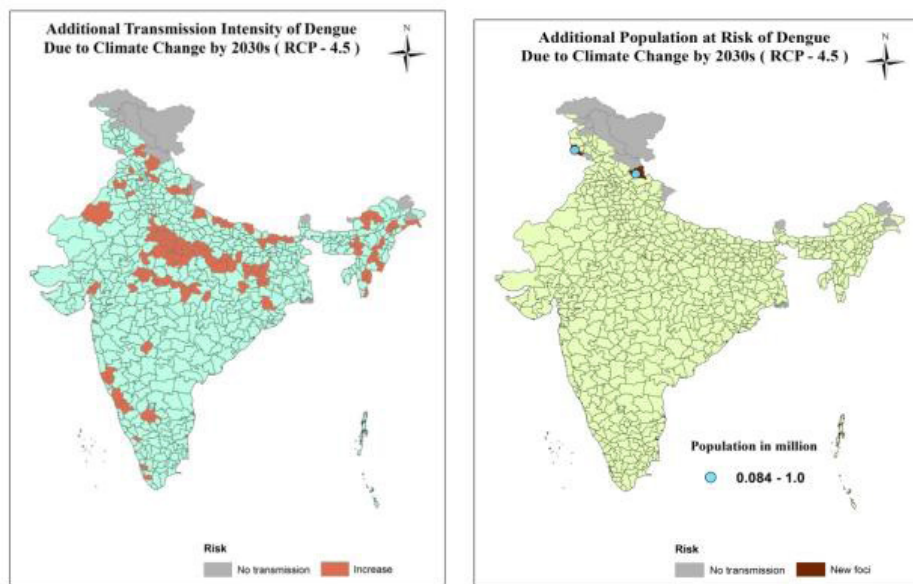 Additional Transmission Intensity of Dengue
Due to Climate Change by 2030s ( RCP - 4.5 )
N
Risk
No transmission
Increase
Additional Population at Risk of Dengue
Due to Climate Change by 2030s ( RCP - 4.5 )
N
Population in million
0.084 - 1.0
Risk
No transmission
New foci